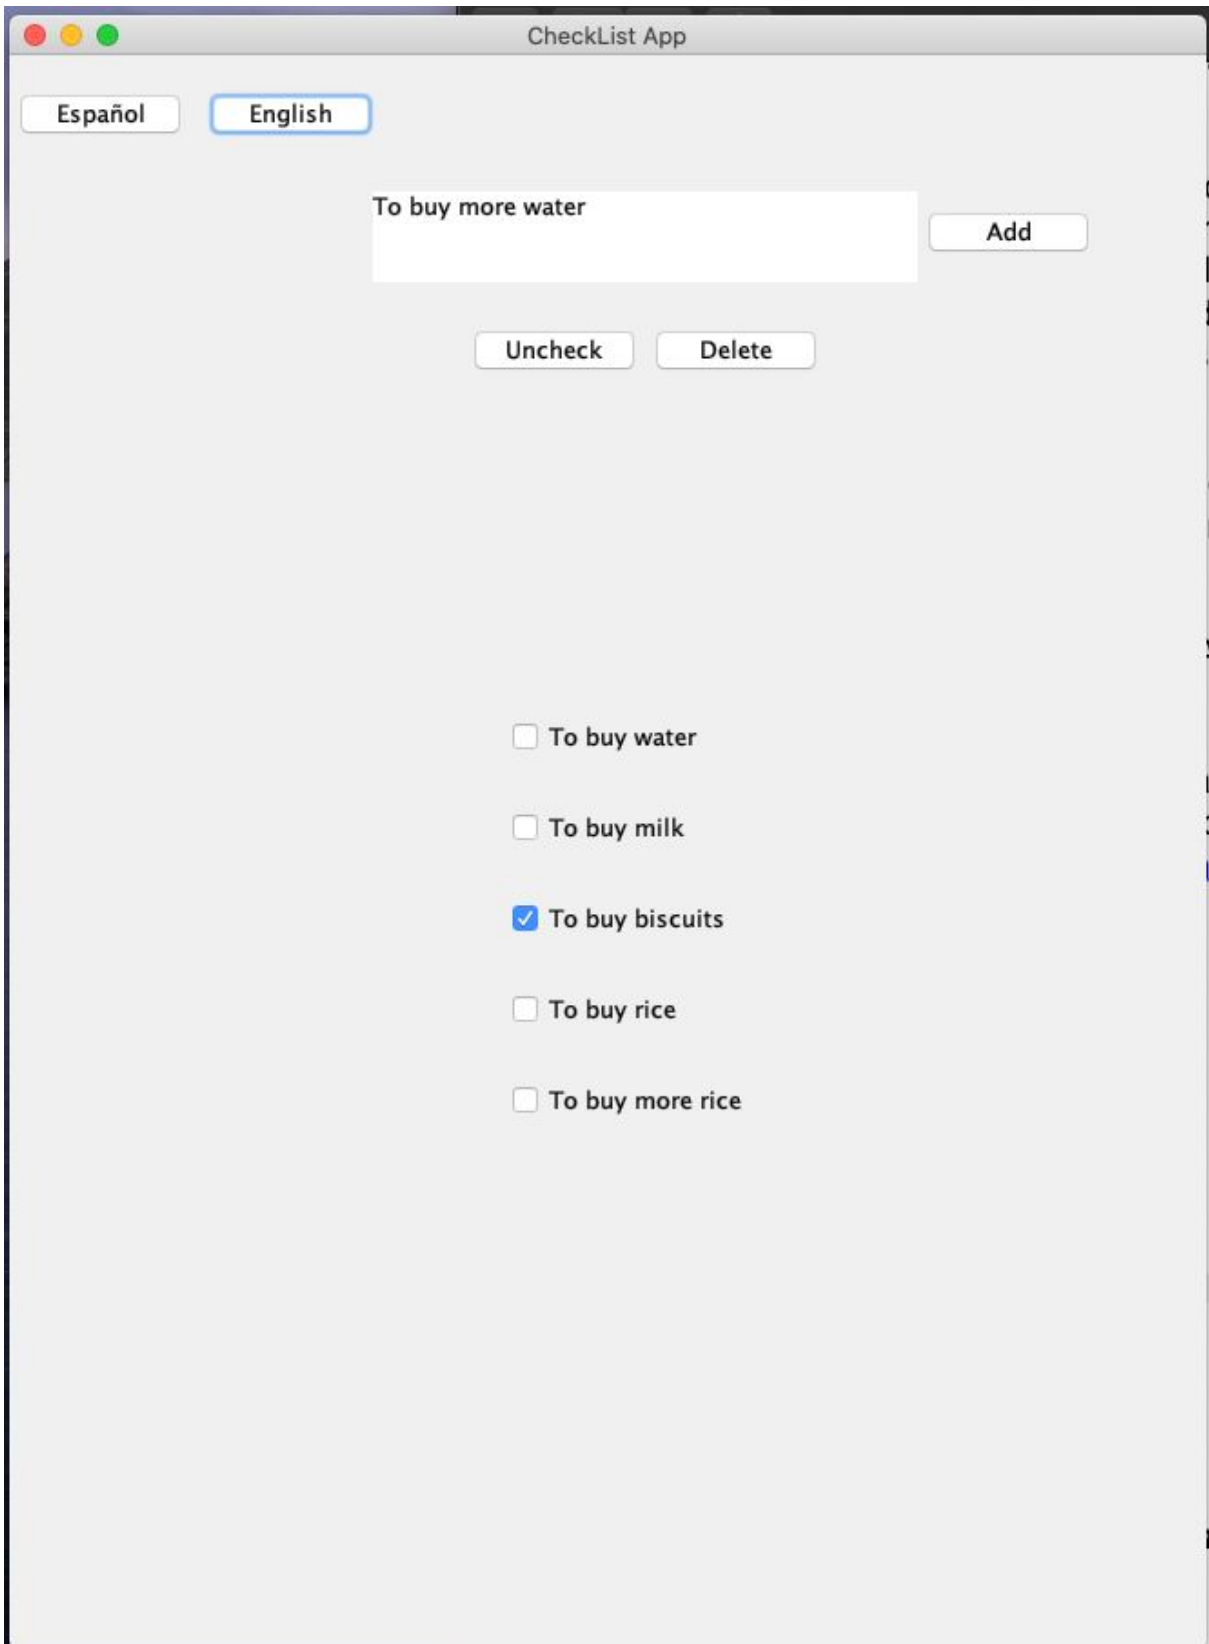 CheckList App
Español English
To buy more water
Add
Uncheck Delete
To buy water
To buy milk
To buy biscuits
To buy rice
To buy more rice